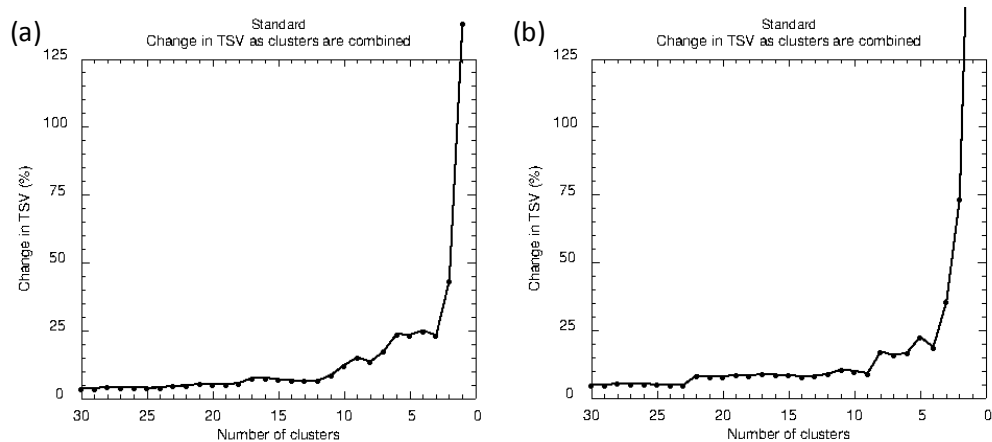 (a)
Standard
Change in TSV as clusters are combined
125
100
75
50
25
0
Change in TSV (%)
30 25 20 15 10 5 0
Number of clusters
(b)
Standard
Change in TSV as clusters are combined
125
100
75
50
25
0
Change in TSV (%)
30 25 20 15 10 5 0
Number of clusters